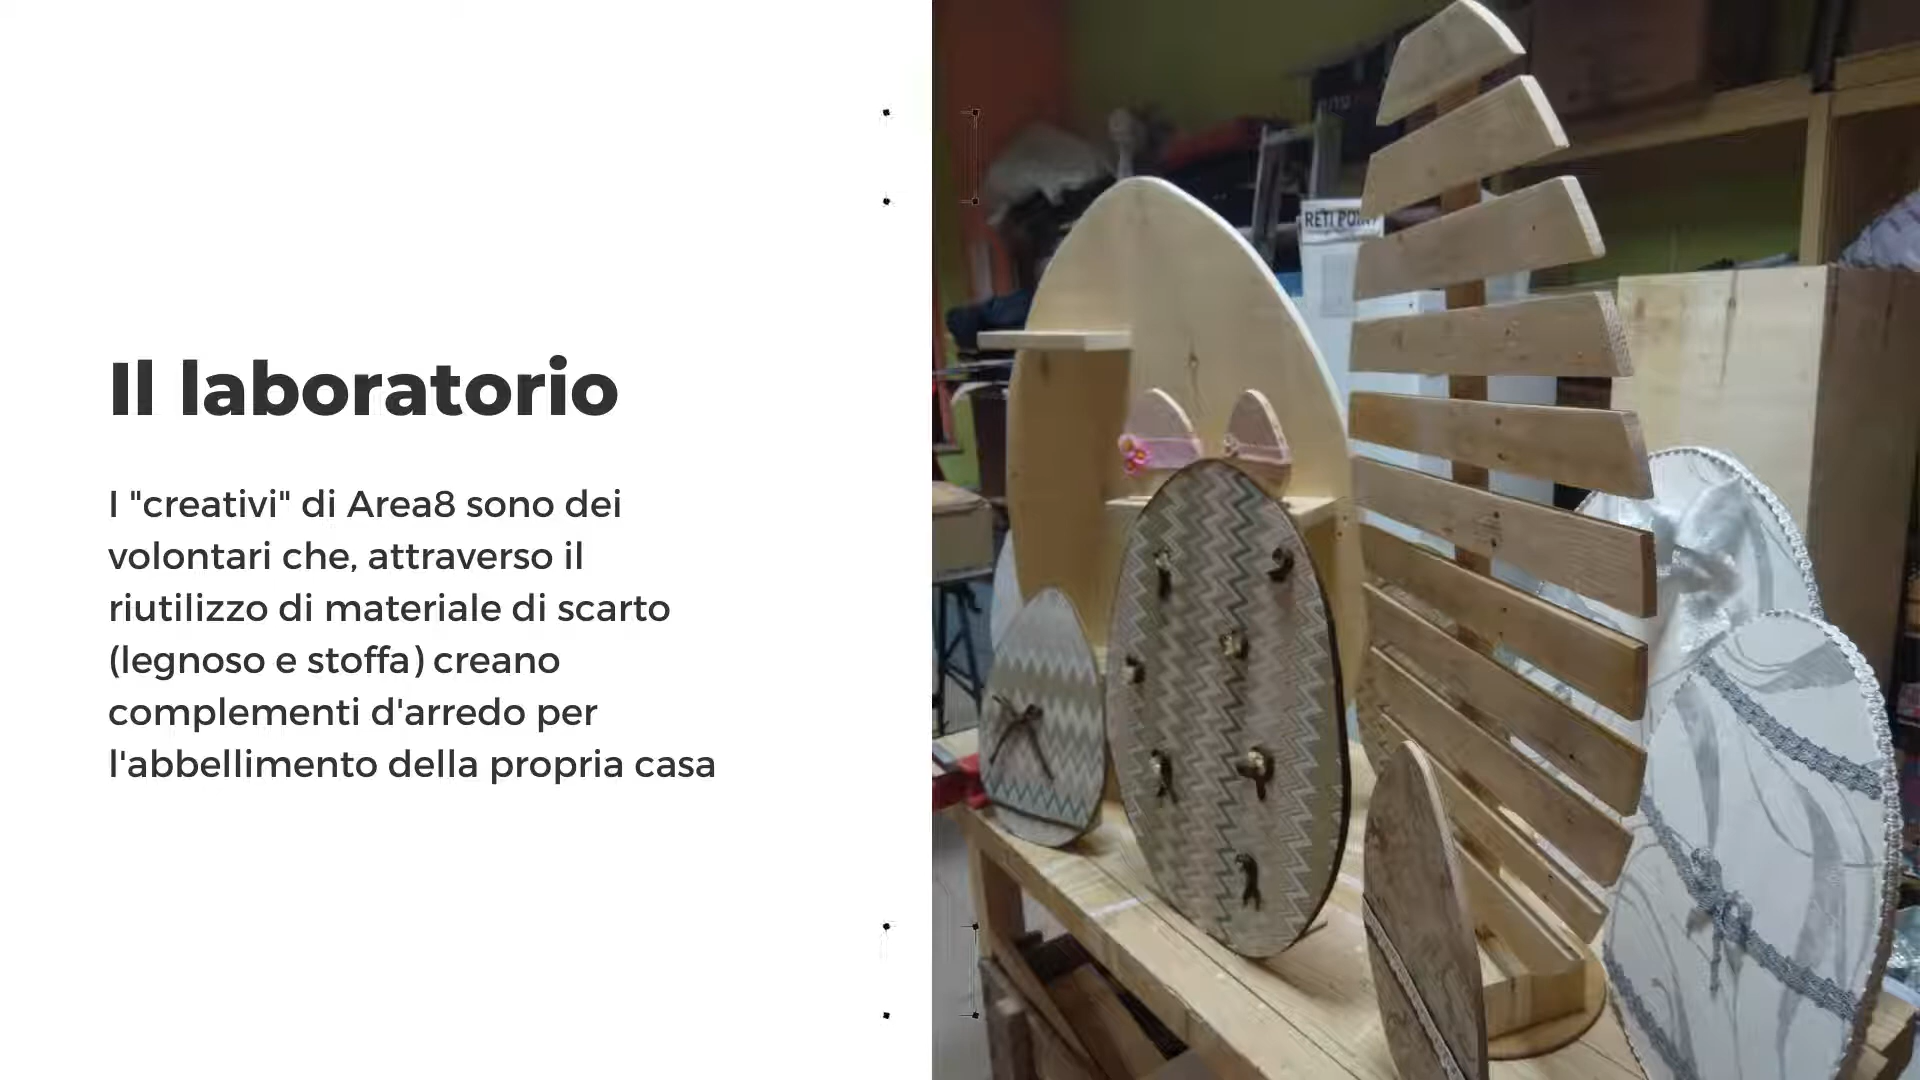 Il laboratorio
I "creativi" di Area8 sono dei
volontari che, attraverso il
riutilizzo di materiale di scarto
(legnoso e stoffa) creano
complementi d'arredo per
l'abbellimento della propria casa
RETI POINT